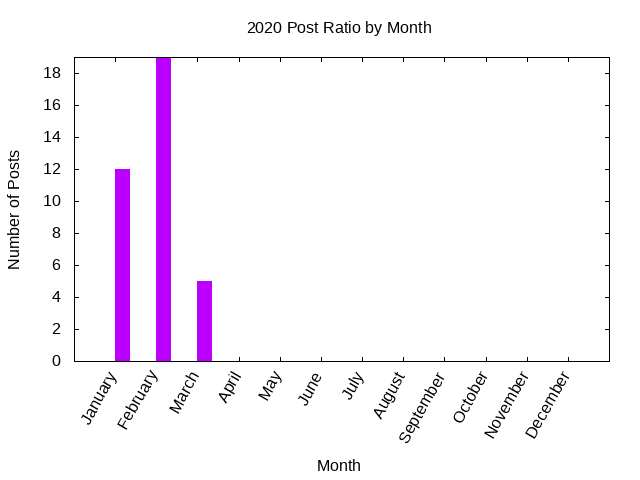 2020 Post Ratio by Month
Number of Posts
18
16
14
12
10
8
6
4
2
0
January
February
March
April
May
June
July
August
September
October
November
December
Month